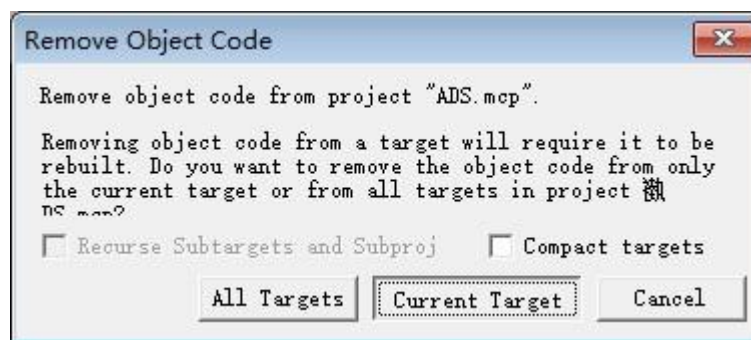 Remove Object Code
Remove object code from project "ADS.mcp".
Removing object code from a target will require it to be
rebuilt. Do you want to remove the object code from only
the current target or from all targets in project
DS.mcp?
Recurse Subtargets and Subproj Compact targets
All Targets Current Target Cancel